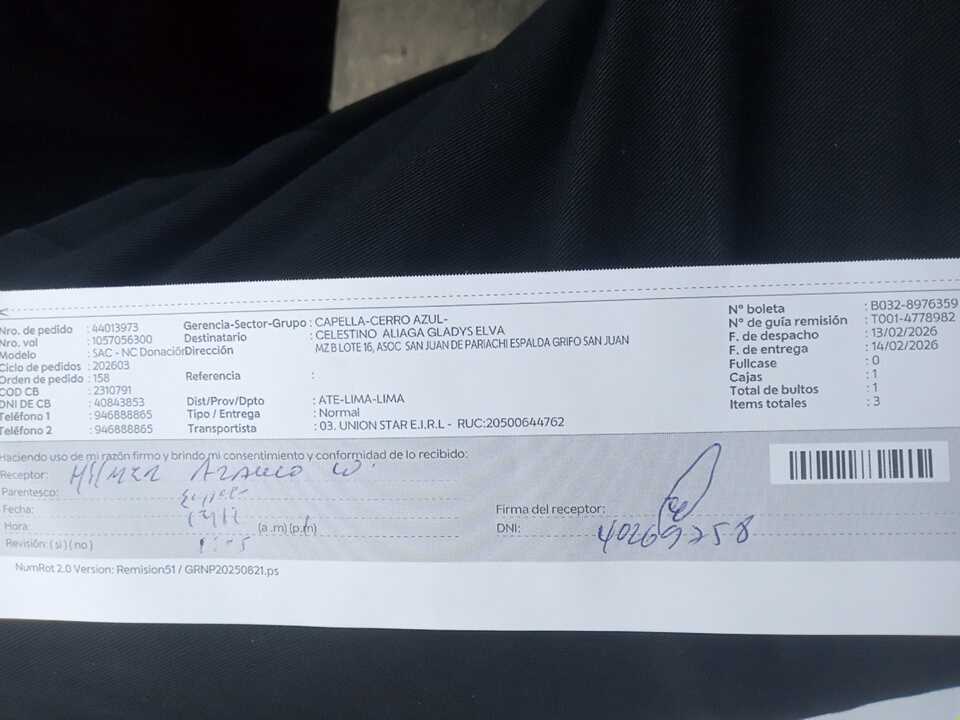 Nro. de pedido : 44013973
Nro. val : 1057056300
Modelo : SAC - NC Donación
Ciclo de pedidos : 202603
Orden de pedido : 158
COD CB : 2310791
DNI DE CB : 40843853
Teléfono 1 : 946888865
Teléfono 2 : 946888865
Gerencia-Sector-Grupo : CAPELLA-CERRO AZUL-
Destinatario : CELESTINO ALIAGA GLADYS ELVA
Dirección MZ B LOTE 16, ASOC SAN JUAN DE PARIACHI ESPALDA GRIFO SAN JUAN
Referencia :
Dist/Prov/Dpto : ATE-LIMA-LIMA
Tipo / Entrega : Normal
Transportista : 03. UNION STAR E.I.R.L - RUC:20500644762
N° boleta : B032-8976359
N° de guía remisión : T001-4778982
F. de despacho : 13/02/2026
F. de entrega : 14/02/2026
Fullcase : 0
Cajas : 1
Total de bultos : 1
Items totales : 3
Haciendo uso de mi razón firmo y brindo mi consentimiento y conformidad de lo recibido:
Receptor:
Parentesco:
Fecha:
Hora: (a.m) (p.m)
Revisión: ( si ) ( no )
Firma del receptor:
DNI: 40269258
NumRot 2.0 Version: Remision51 / GRNP20250821.ps